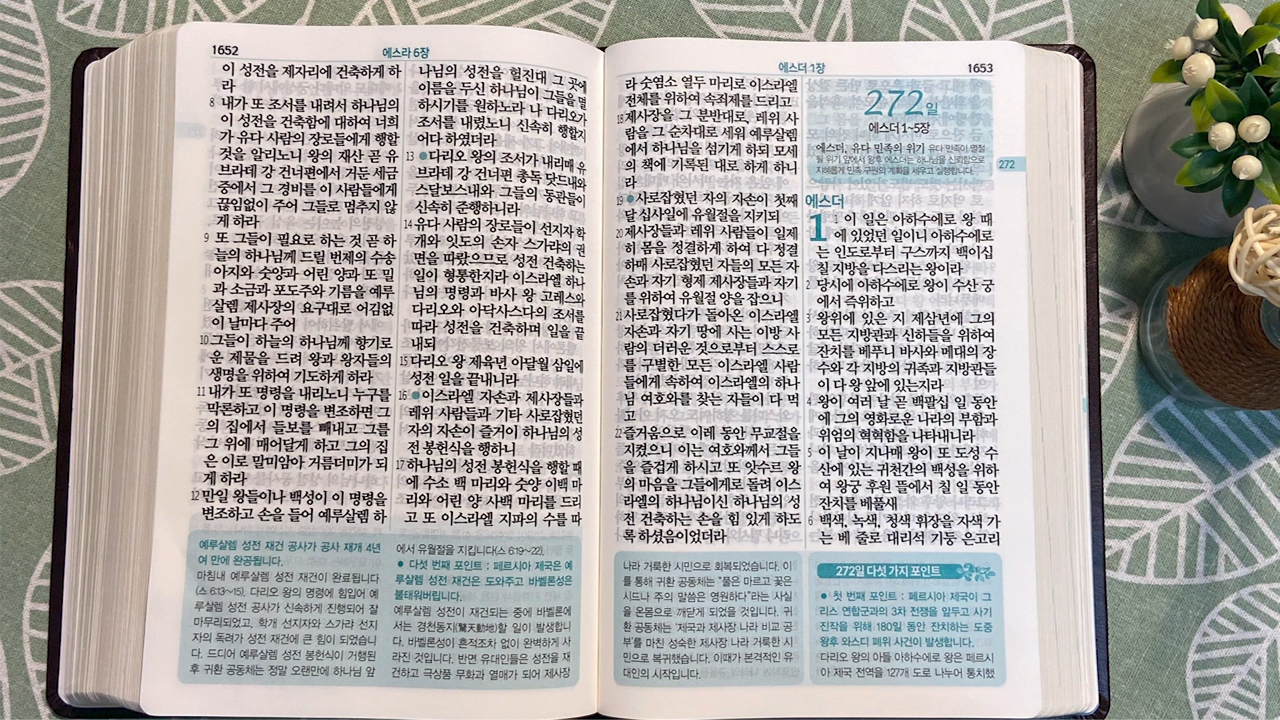 1652
에스라 6장
이 성전을 제자리에 건축하게 하
라
8 내가 또 조서를 내려서 하나님의
이 성전을 건축함에 대하여 너희
가 유다 사람의 장로들에게 행할
것을 알리노니 왕의 재산 곧 유
브라데 강 건너편에서 거둔 세금
중에서 그 경비를 이 사람들에게
끊임없이 주어 그들로 멈추지 않
게 하라
9 또 그들이 필요로 하는 것 곧 하
늘의 하나님께 드릴 번제의 수송
아지와 숫양과 어린 양과 또 밀
과 소금과 포도주와 기름을 예루
살렘 제사장의 요구대로 어김없
이 날마다 주어
10 그들이 하늘의 하나님께 향기로
운 제물을 드려 왕과 왕자들의
생명을 위하여 기도하게 하라
11 내가 또 명령을 내리노니 누구를
막론하고 이 명령을 변조하면 그
의 집에서 들보를 빼내고 그를
그 위에 매어달게 하고 그의 집
은 이로 말미암아 거름더미가 되
게 하라
12 만일 왕들이나 백성이 이 명령을
변조하고 손을 들어 예루살렘 하
나님의 성전을 헐진대 그 곳에
이름을 두신 하나님이 그들을 멸
하시기를 원하노라 나 다리오가
조서를 내렸노니 신속히 행할지
어다 하였더라
13 ●다리오 왕의 조서가 내리매 유
브라데 강 건너편 총독 닷드내와
스달보스내와 그들의 동관들이
신속히 준행하니라
14 유다 사람의 장로들이 선지자 학
개와 잇도의 손자 스가랴의 권
면을 따랐으므로 성전 건축하는
일이 형통한지라 이스라엘 하나
님의 명령과 바사 왕 고레스와
다리오와 아닥사스다의 조서를
따라 성전을 건축하며 일을 끝
내되
15 다리오 왕 제육년 아달월 삼일에
성전 일을 끝내니라
16 ●이스라엘 자손과 제사장들과
레위 사람들과 기타 사로잡혔던
자의 자손이 즐거이 하나님의 성
전 봉헌식을 행하니
17 하나님의 성전 봉헌식을 행할 때
에 수소 백 마리와 숫양 이백 마
리와 어린 양 사백 마리를 드리
고 또 이스라엘 지파의 수를 따
예루살렘 성전 재건 공사가 공사 재개 4년
여 만에 완공됩니다.
마침내 예루살렘 성전 재건이 완료됩니다
(스 6:13~15). 다리오 왕의 명령에 힘입어 예
루살렘 성전 공사가 신속하게 진행되어 잘
마무리되었고, 학개 선지자와 스가랴 선지
자의 독려가 성전 재건에 큰 힘이 되었습니
다. 드디어 예루살렘 성전 봉헌식이 거행된
후 귀환 공동체는 정말 오랜만에 하나님 앞
에서 유월절을 지킵니다(스 6:19~22).
● 다섯 번째 포인트 : 페르시아 제국은 예
루살렘 성전 재건은 도와주고 바벨론성은
불태워버립니다.
예루살렘 성전이 재건되는 중에 바벨론에
서는 경천동지(驚天動地)할 일이 발생합니
다. 바벨론성이 흔적조차 없이 완벽하게 사
라진 것입니다. 반면 유대인들은 성전을 재
건하고 극상품 무화과 열매가 되어 제사장
에스더 1장
1653
라 숫염소 열두 마리로 이스라엘
전체를 위하여 속죄제를 드리고
18 제사장을 그 분반대로, 레위 사
람을 그 순차대로 세워 예루살렘
에서 하나님을 섬기게 하되 모세
의 책에 기록된 대로 하게 하니
라
19 ●사로잡혔던 자의 자손이 첫째
달 십사일에 유월절을 지키되
20 제사장들과 레위 사람들이 일제
히 몸을 정결하게 하여 다 정결
하매 사로잡혔던 자들의 모든 자
손과 자기 형제 제사장들과 자기
를 위하여 유월절 양을 잡으니
21 사로잡혔다가 돌아온 이스라엘
자손과 자기 땅에 사는 이방 사
람의 더러운 것으로부터 스스로
를 구별한 모든 이스라엘 사람
들에게 속하여 이스라엘의 하나
님 여호와를 찾는 자들이 다 먹
고
22 즐거움으로 이레 동안 무교절을
지켰으니 이는 여호와께서 그들
을 즐겁게 하시고 또 앗수르 왕
의 마음을 그들에게로 돌려 이스
라엘의 하나님이신 하나님의 성
전 건축하는 손을 힘 있게 하도
록 하셨음이었더라
272일
에스더 1~5장
에스더, 유다 민족의 위기 유다 민족이 멸절
될 위기 앞에서 왕후 에스더는 하나님을 신뢰함으로
지혜롭게 민족 구원의 계획을 세우고 실행합니다.
272
에스더
1 1 이 일은 아하수에로 왕 때
에 있었던 일이니 아하수에로
는 인도로부터 구스까지 백이십
칠 지방을 다스리는 왕이라
2 당시에 아하수에로 왕이 수산 궁
에서 즉위하고
3 왕위에 있은 지 제삼년에 그의
모든 지방관과 신하들을 위하여
잔치를 베푸니 바사와 메대의 장
수와 각 지방의 귀족과 지방관들
이 다 왕 앞에 있는지라
4 왕이 여러 날 곧 백팔십 일 동안
에 그의 영화로운 나라의 부함과
위엄의 혁혁함을 나타내니라
5 이 날이 지나매 왕이 또 도성 수
산에 있는 귀천간의 백성을 위하
여 왕궁 후원 뜰에서 칠 일 동안
잔치를 베풀새
6 백색, 녹색, 청색 휘장을 자색 가
는 베 줄로 대리석 기둥 은고리
나라 거룩한 시민으로 회복되었습니다. 이
를 통해 귀환 공동체는 “풀은 마르고 꽃은
시드나 주의 말씀은 영원하다”라는 사실
을 온몸으로 깨닫게 되었을 것입니다. 귀
환 공동체는 ‘제국과 제사장 나라 비교 공
부’를 마친 성숙한 제사장 나라 거룩한 시
민으로 복귀했습니다. 이때가 본격적인 유
대인의 시작입니다.
272일 다섯 가지 포인트
● 첫 번째 포인트 : 페르시아 제국이 그
리스 연합군과의 3차 전쟁을 앞두고 사기
진작을 위해 180일 동안 잔치하는 도중
왕후 와스디 폐위 사건이 발생합니다.
다리오 왕의 아들 아하수에로 왕은 페르시
아 제국 전역을 127개 도로 나누어 통치했